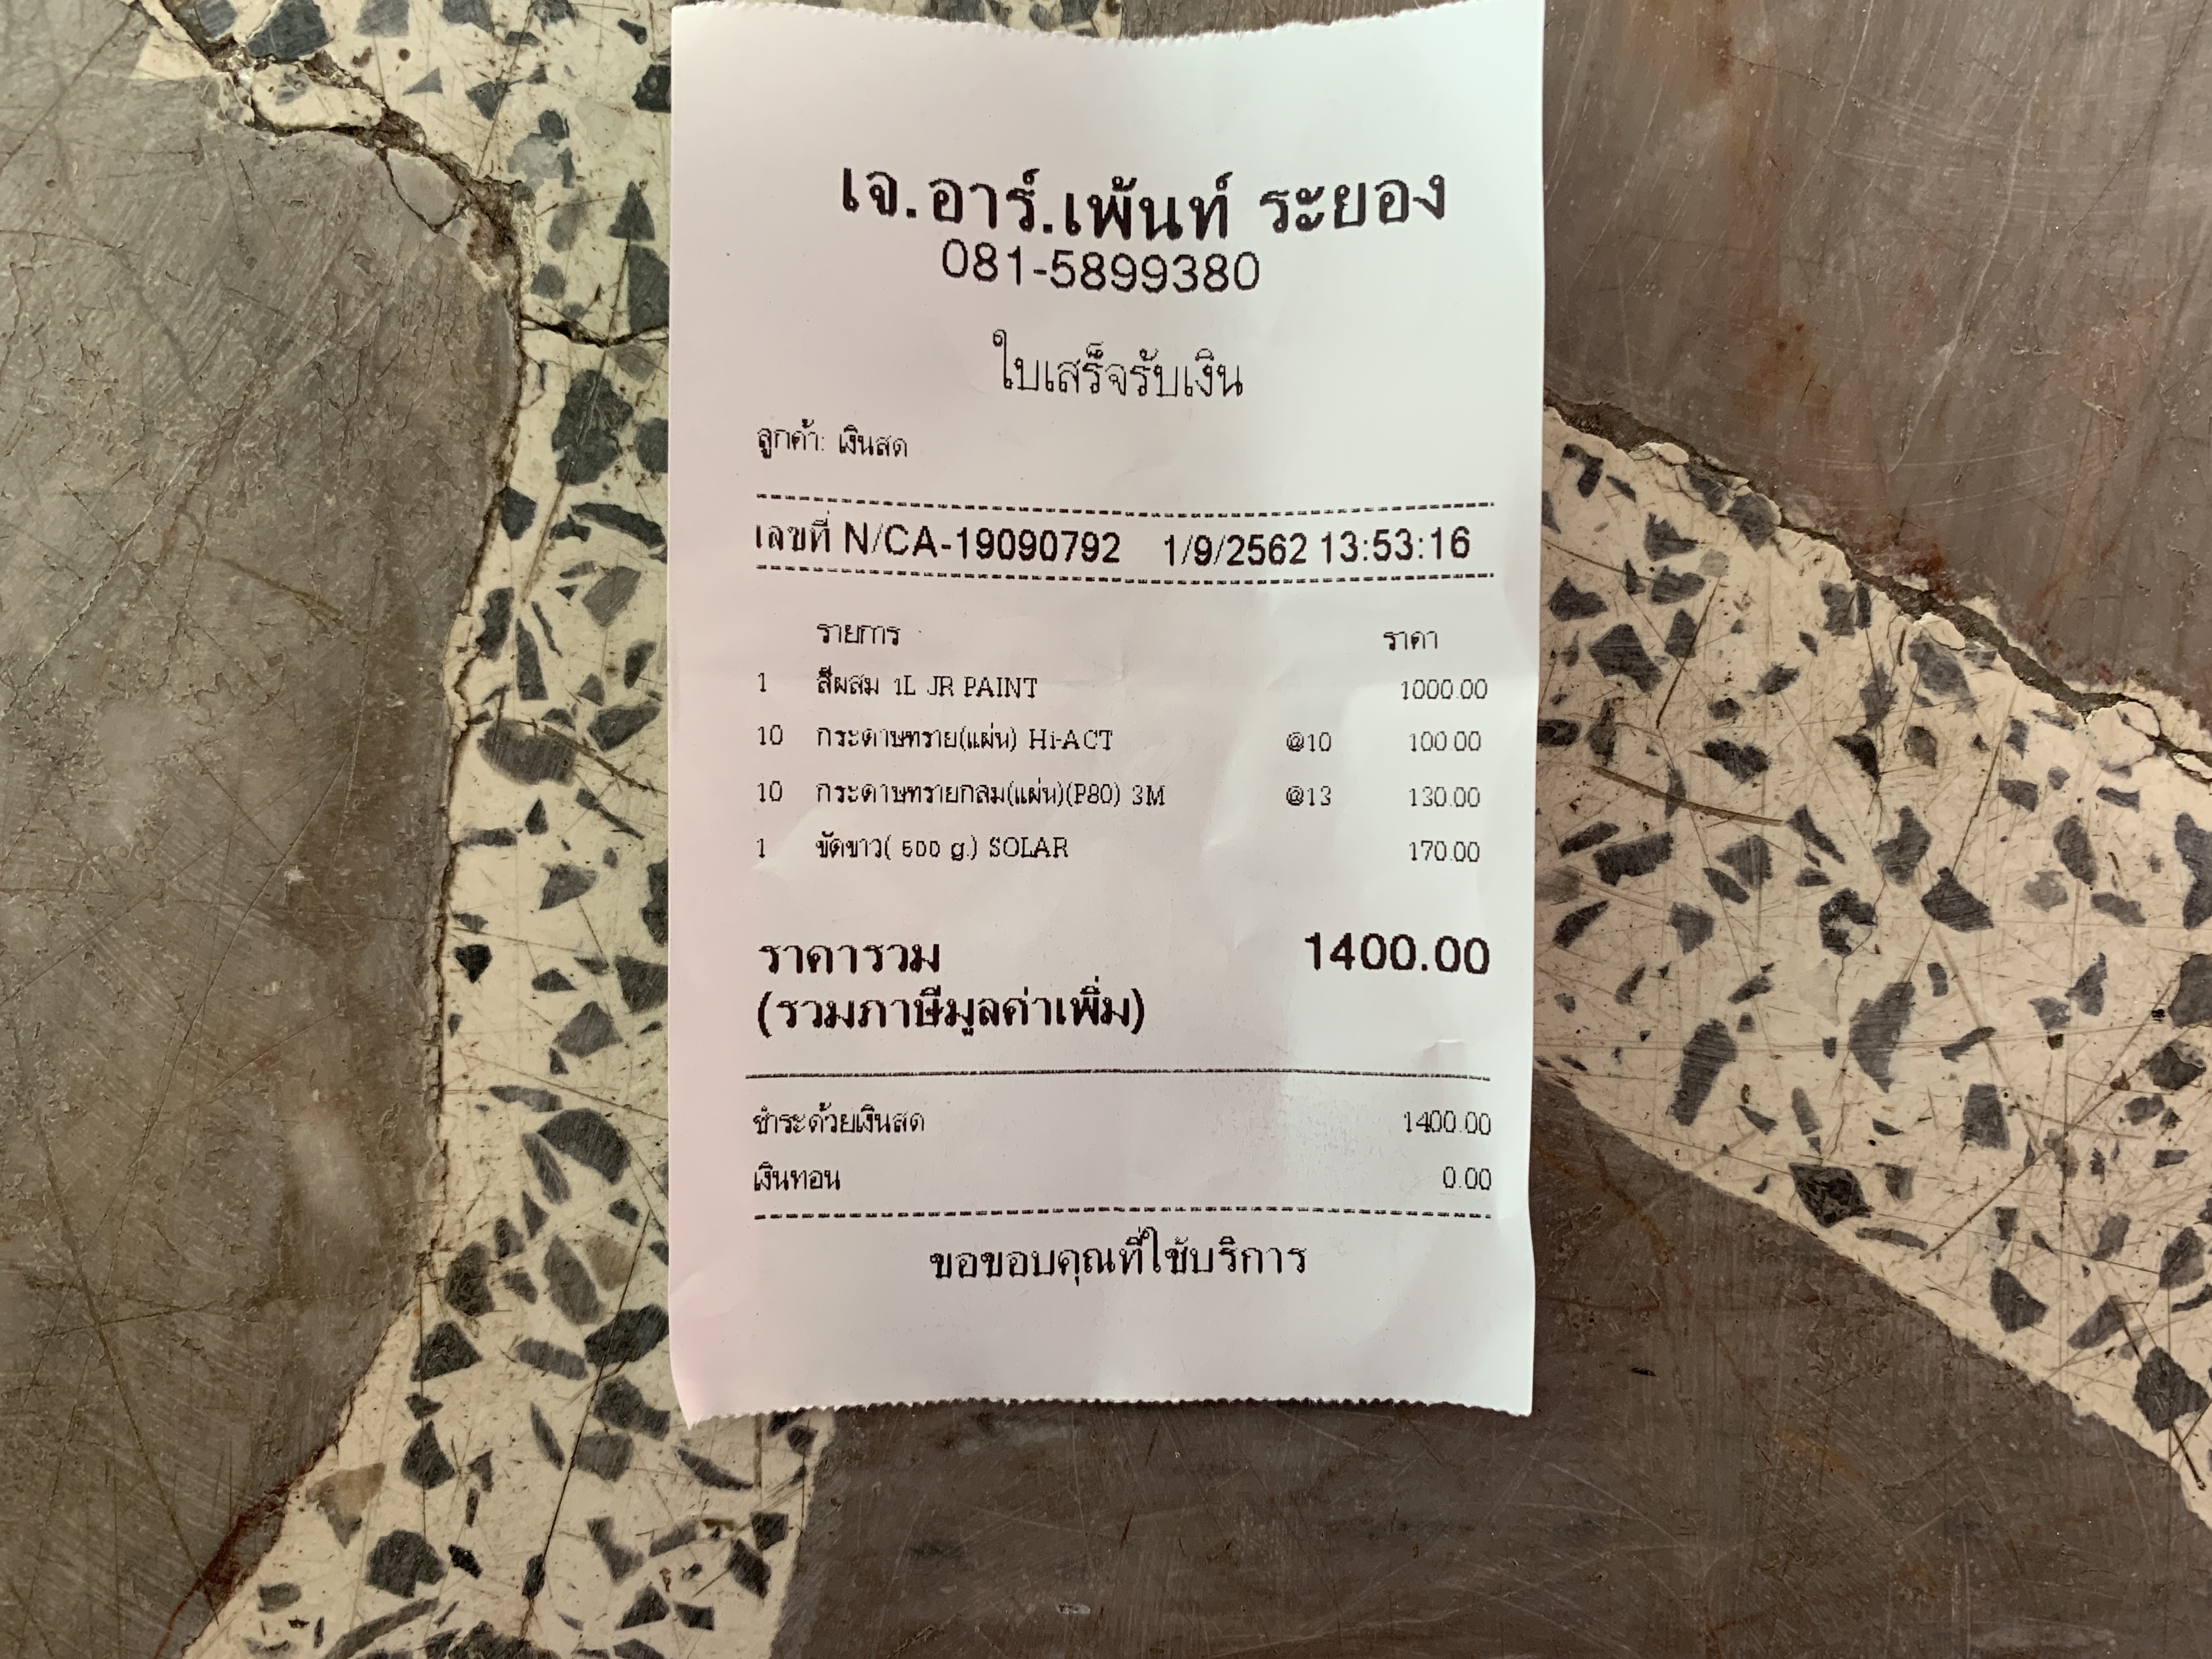 เจ.อาร์.เพ้นท์ ระยอง
081-5899380
ใบเสร็จรับเงิน
ลูกค้า: เงินสด
เลขที่ N/CA-19090792 1/9/2562 13:53:16
รายการ ราคา
1 สีผสม 1L JR PAINT 1000.00
10 กระดาษทราย(แผ่น) Hi-ACT @10 100.00
10 กระดาษทรายกลม(แผ่น)(P80) 3M @13 130.00
1 ขัดขาว( 500 g.) SOLAR 170.00
ราคารวม 1400.00
(รวมภาษีมูลค่าเพิ่ม)
ชำระด้วยเงินสด 1400.00
เงินทอน 0.00
ขอขอบคุณที่ใช้บริการ